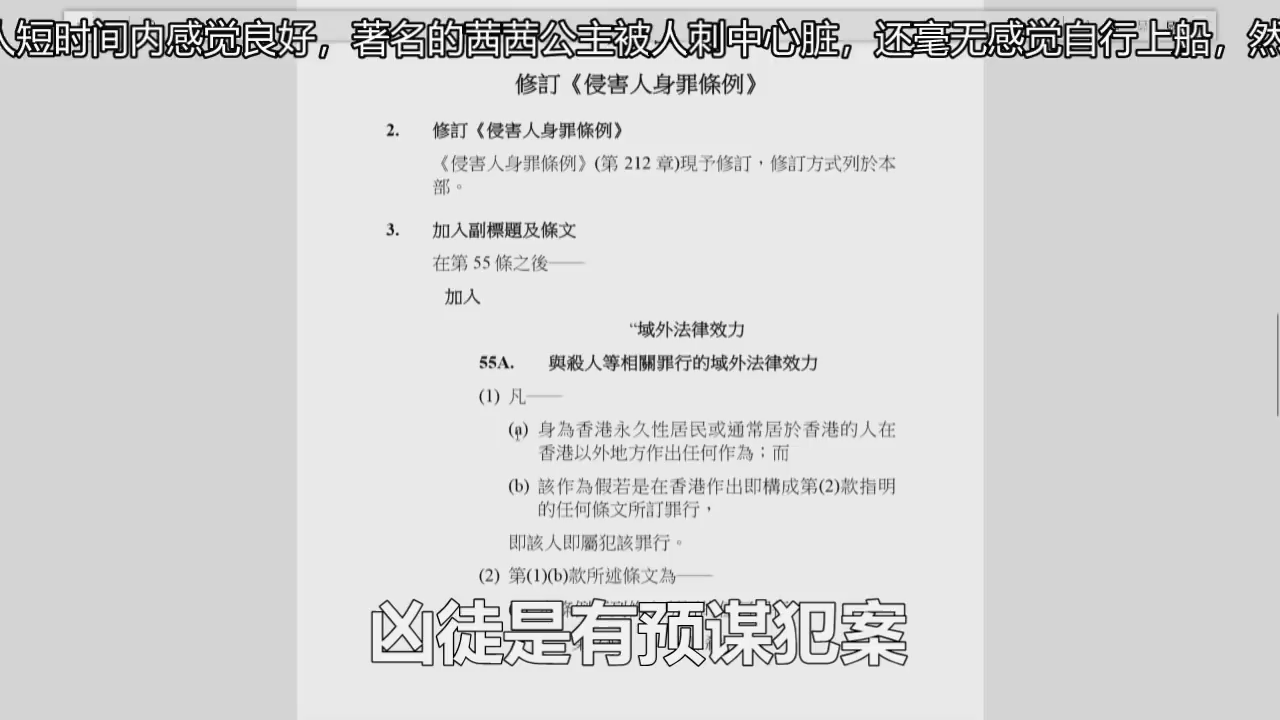 人短时间内感觉良好，著名的茜茜公主被人刺中心脏，还毫无感觉自行上船，然
修訂《侵害人身罪條例》
2. 修訂《侵害人身罪條例》
《侵害人身罪條例》(第 212 章)現予修訂，修訂方式列於本
部。
3. 加入副標題及條文
在第 55 條之後——
加入
“域外法律效力
55A. 與殺人等相關罪行的域外法律效力
(1) 凡——
(a) 身為香港永久性居民或通常居於香港的人在
香港以外地方作出任何作為；而
(b) 該作為假若是在香港作出即構成第(2)款指明
的任何條文所訂罪行，
即該人即屬犯該罪行。
(2) 第(1)(b)款所述條文為——
凶徒是有预谋犯案